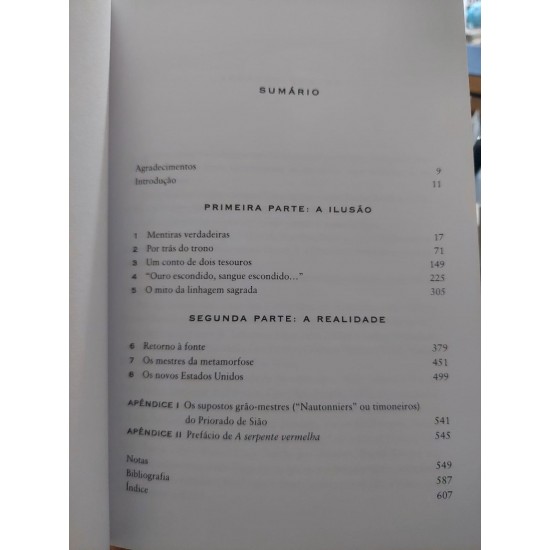 SUMÁRIO
Agradecimentos 9
Introdução 11
PRIMEIRA PARTE: A ILUSÃO
1 Mentiras verdadeiras 17
2 Por trás do trono 71
3 Um conto de dois tesouros 149
4 “Ouro escondido, sangue escondido...” 225
5 O mito da linhagem sagrada 305
SEGUNDA PARTE: A REALIDADE
6 Retorno à fonte 379
7 Os mestres da metamorfose 451
8 Os novos Estados Unidos 499
APÊNDICE I Os supostos grão-mestres (“Nautonniers” ou timoneiros)
do Priorado de Sião 541
APÊNDICE II Prefácio de A serpente vermelha 545
Notas 549
Bibliografia 587
Índice 607